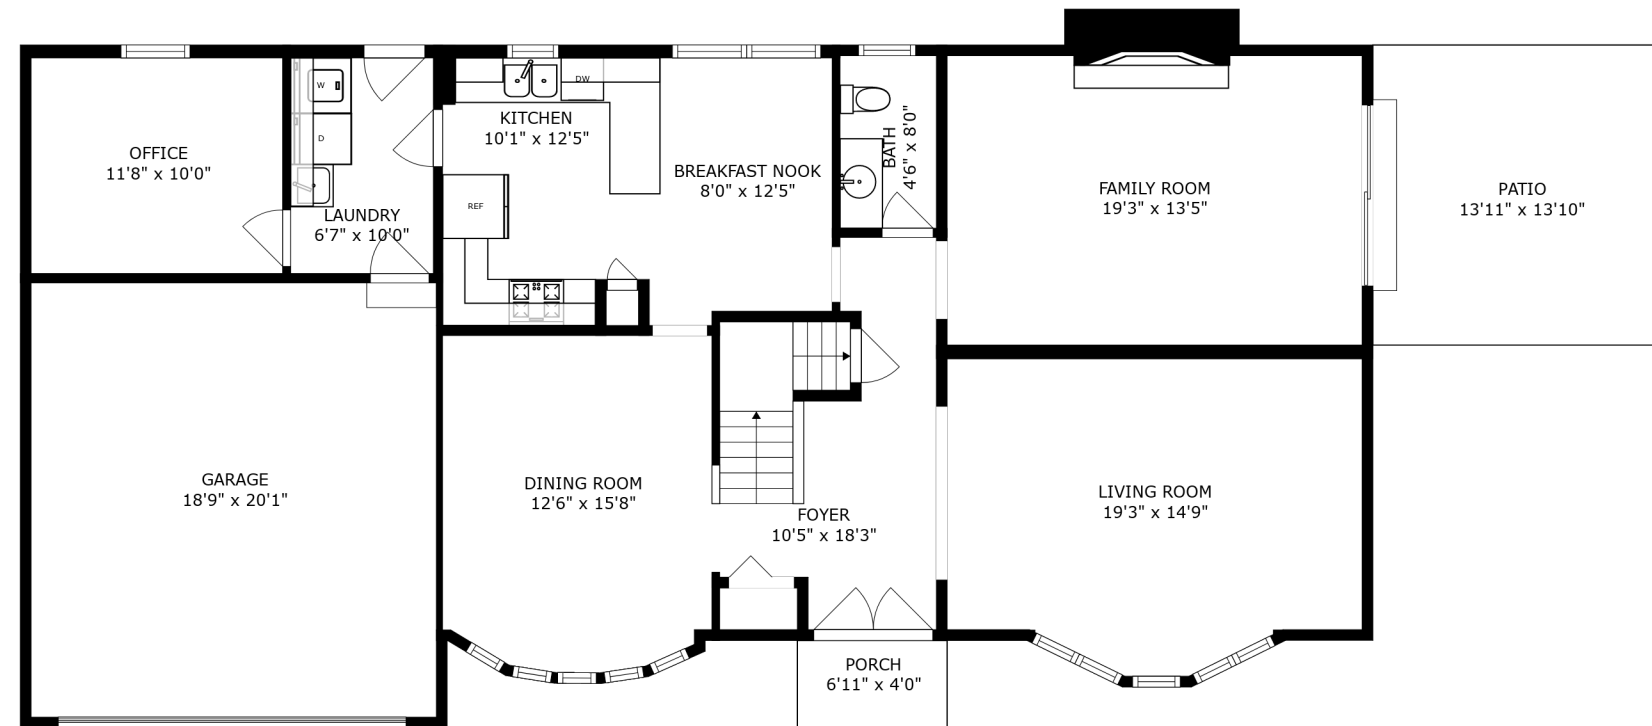 OFFICE
11'8" x 10'0"
W
D
LAUNDRY
6'7" x 10'0"
KITCHEN
10'1" x 12'5"
DW
REF
BREAKFAST NOOK
8'0" x 12'5"
BATH
4'6" x 8'0"
FAMILY ROOM
19'3" x 13'5"
PATIO
13'11" x 13'10"
GARAGE
18'9" x 20'1"
DINING ROOM
12'6" x 15'8"
FOYER
10'5" x 18'3"
LIVING ROOM
19'3" x 14'9"
PORCH
6'11" x 4'0"